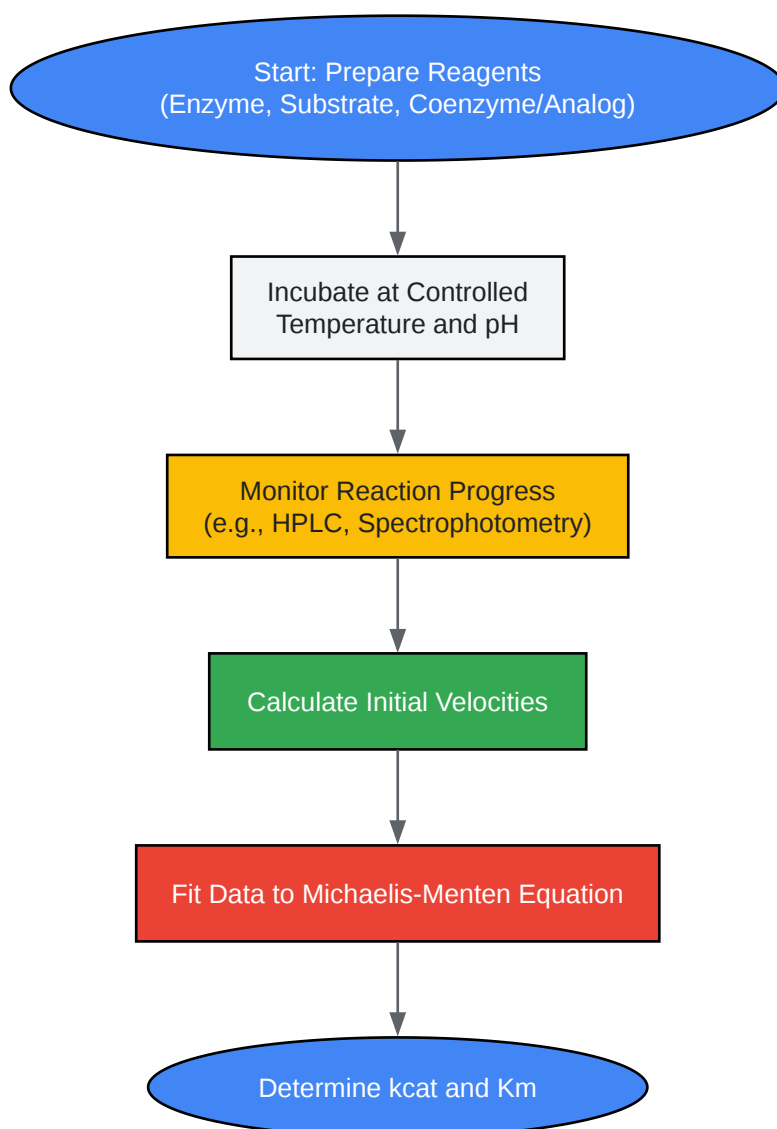 Start: Prepare Reagents
(Enzyme, Substrate, Coenzyme/Analog)
Incubate at Controlled
Temperature and pH
Monitor Reaction Progress
(e.g., HPLC, Spectrophotometry)
Calculate Initial Velocities
Fit Data to Michaelis-Menten Equation
Determine kcat and Km